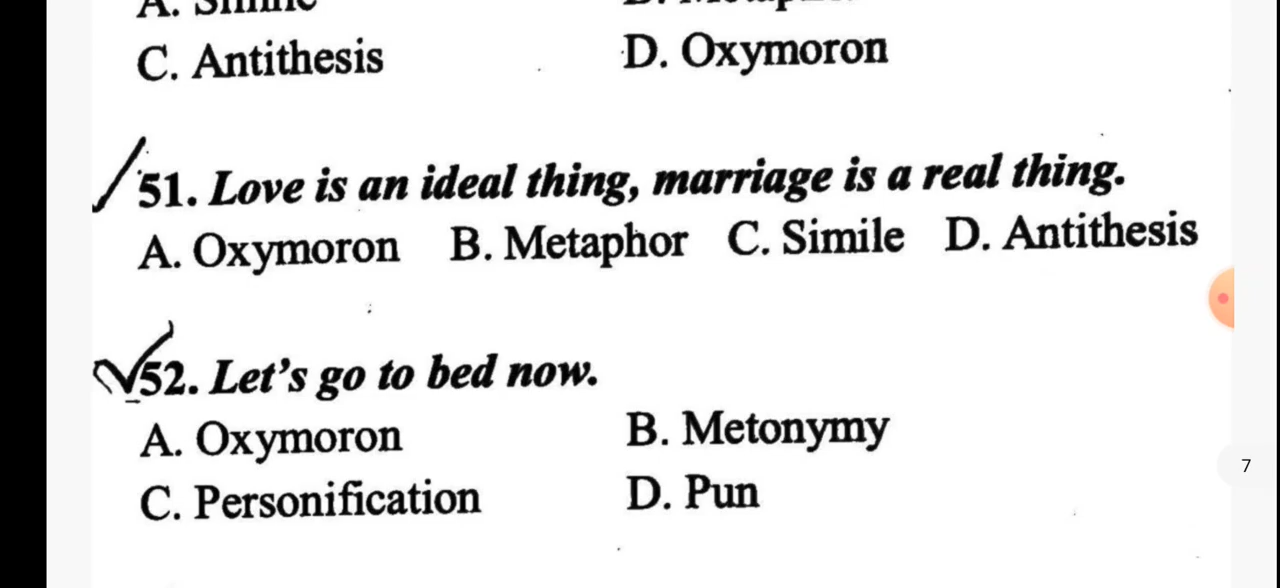 C. Antithesis D. Oxymoron
51. Love is an ideal thing, marriage is a real thing.
A. Oxymoron B. Metaphor C. Simile D. Antithesis
52. Let's go to bed now.
A. Oxymoron B. Metonymy
C. Personification D. Pun
7